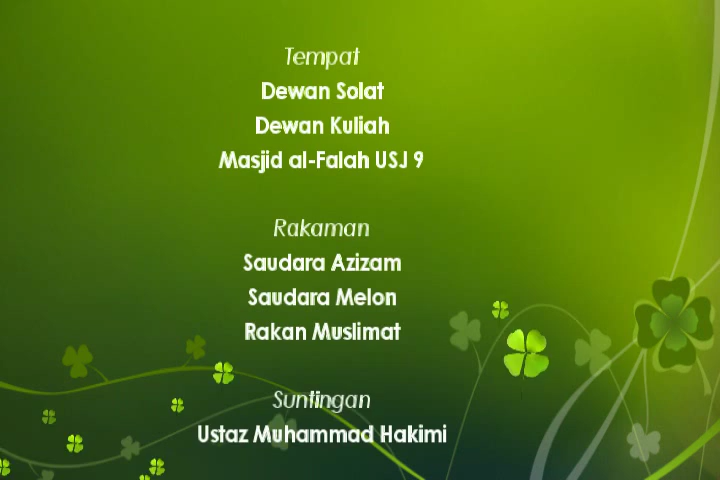 Tempat
Dewan Solat
Dewan Kuliah
Masjid al-Falah USJ 9
Rakaman
Saudara Azizam
Saudara Melon
Rakan Muslimat
Suntingan
Ustaz Muhammad Hakimi